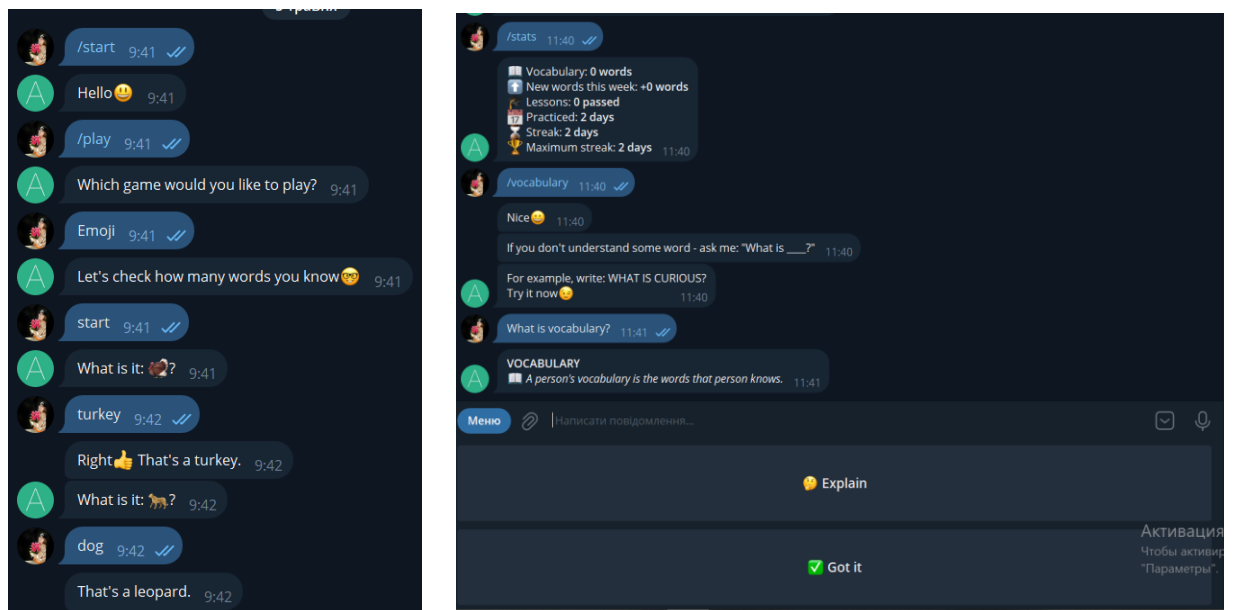 5 травня
/start 9:41
Hello😃 9:41
/play 9:41
Which game would you like to play? 9:41
Emoji 9:41
Let's check how many words you know🤓 9:41
start 9:41
What is it: 🦃? 9:41
turkey 9:42
Right👍 That's a turkey. 9:42
What is it: 🐆? 9:42
dog 9:42
That's a leopard. 9:42
/stats 11:40
📖 Vocabulary: 0 words
⬆️ New words this week: +0 words
🎓 Lessons: 0 passed
📅 Practiced: 2 days
⏳ Streak: 2 days
🏆 Maximum streak: 2 days 11:40
/vocabulary 11:40
Nice😀 11:40
If you don't understand some word - ask me: "What is ___?" 11:40
For example, write: WHAT IS CURIOUS?
Try it now😉 11:40
What is vocabulary? 11:41
VOCABULARY
📖 A person's vocabulary is the words that person knows. 11:41
Меню
Написати повідомлення...
🤔 Explain
✅ Got it
Активация
Чтобы активир
"Параметры".